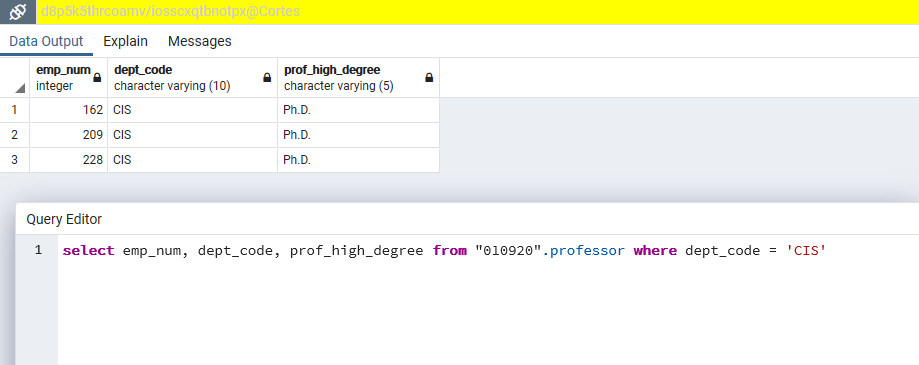 d8p5k5throoamv/iosscxqtbnotpx@Cortes
Data Output Explain Messages
emp_num dept_code prof_high_degree
integer character varying (10) character varying (5)
1 162 CIS Ph.D.
2 209 CIS Ph.D.
3 228 CIS Ph.D.
Query Editor
1 select emp_num, dept_code, prof_high_degree from "010920".professor where dept_code = 'CIS'